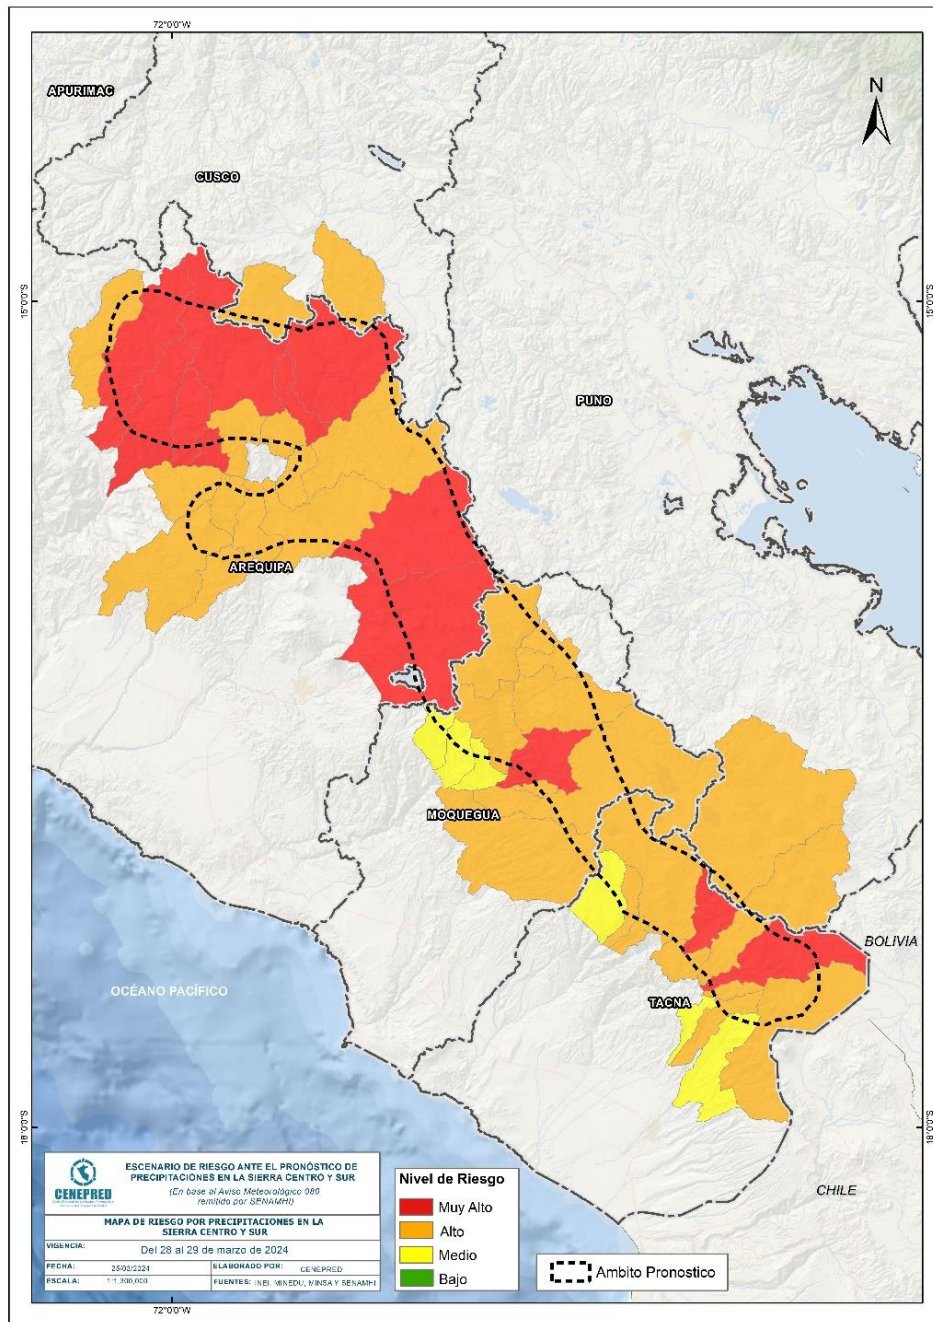 72°0'0"W
N
APURIMAC
CUSCO
15°0'0"S
15°0'0"S
PUNO
AREQUIPA
MOQUEGUA
BOLIVIA
OCÉANO PACÍFICO
TACNA
18°0'0"S
18°0'0"S
CHILE
CENEPRED
ESCENARIO DE RIESGO ANTE EL PRONÓSTICO DE
PRECIPITACIONES EN LA SIERRA CENTRO Y SUR
(En base al Aviso Meteorológico 080
remitido por SENAMHI)
MAPA DE RIESGO POR PRECIPITACIONES EN LA
SIERRA CENTRO Y SUR
VIGENCIA: Del 28 al 29 de marzo de 2024
FECHA: ELABORADO POR: CENEPRED
ESCALA: 1:1,300,000 FUENTES: INEI, MINEDU, MINSA Y SENAMHI
Nivel de Riesgo
Muy Alto
Alto
Medio
Bajo
Ambito Pronostico
72°0'0"W